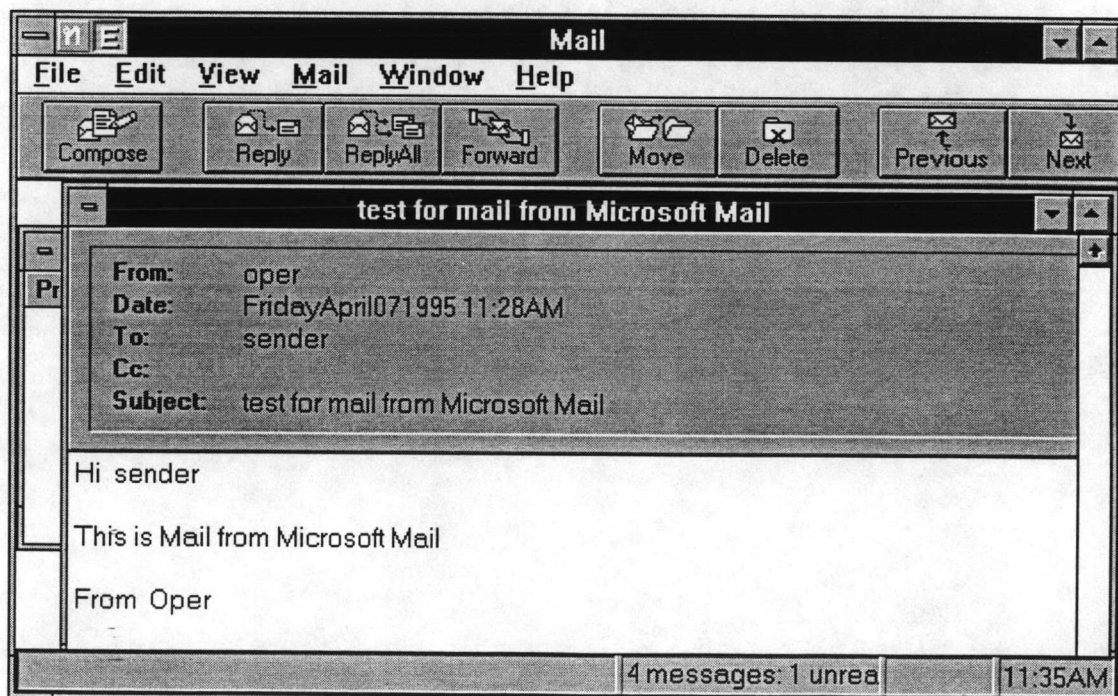 ท E Mail
File Edit View Mail Window Help
Compose Reply ReplyAll Forward Move Delete Previous Next
test for mail from Microsoft Mail
Pr
From: oper
Date: FridayApril071995 11:28AM
To: sender
Cc:
Subject: test for mail from Microsoft Mail
Hi sender
This is Mail from Microsoft Mail
From Oper
4 messages: 1 unrea 11:35AM